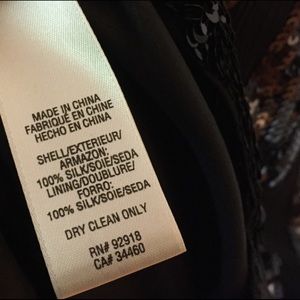 MADE IN CHINA
FABRIQUÉ EN CHINE
HECHO EN CHINA
SHELL/EXTERIEUR/
ARMAZON:
100% SILK/SOIE/SEDA
LINING/DOUBLURE/
FORRO:
100% SILK/SOIE/SEDA
DRY CLEAN ONLY
RN# 92918
CA# 34460